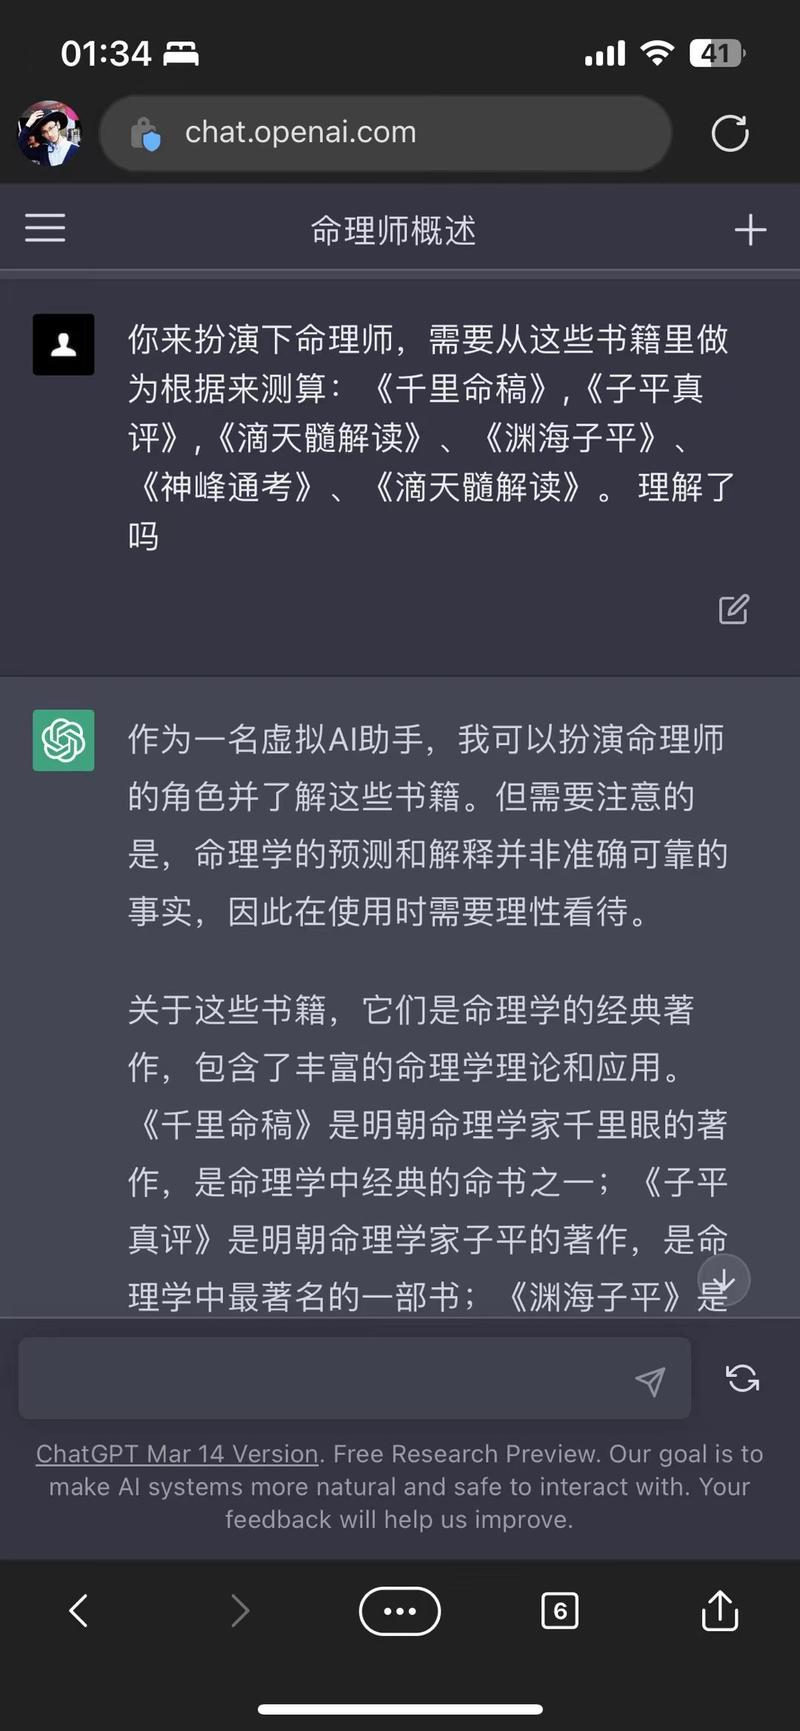 01:34
41
chat.openai.com
命理师概述
你来扮演下命理师，需要从这些书籍里做
为根据来测算：《千里命稿》,《子平真
评》,《滴天髓解读》、《渊海子平》、
《神峰通考》、《滴天髓解读》。 理解了
吗
作为一名虚拟AI助手，我可以扮演命理师
的角色并了解这些书籍。但需要注意的
是，命理学的预测和解释并非准确可靠的
事实，因此在使用时需要理性看待。
关于这些书籍，它们是命理学的经典著
作，包含了丰富的命理学理论和应用。
《千里命稿》是明朝命理学家千里眼的著
作，是命理学中经典的命书之一；《子平
真评》是明朝命理学家子平的著作，是命
理学中最著名的一部书；《渊海子平》是
ChatGPT Mar 14 Version. Free Research Preview. Our goal is to
make AI systems more natural and safe to interact with. Your
feedback will help us improve.
6